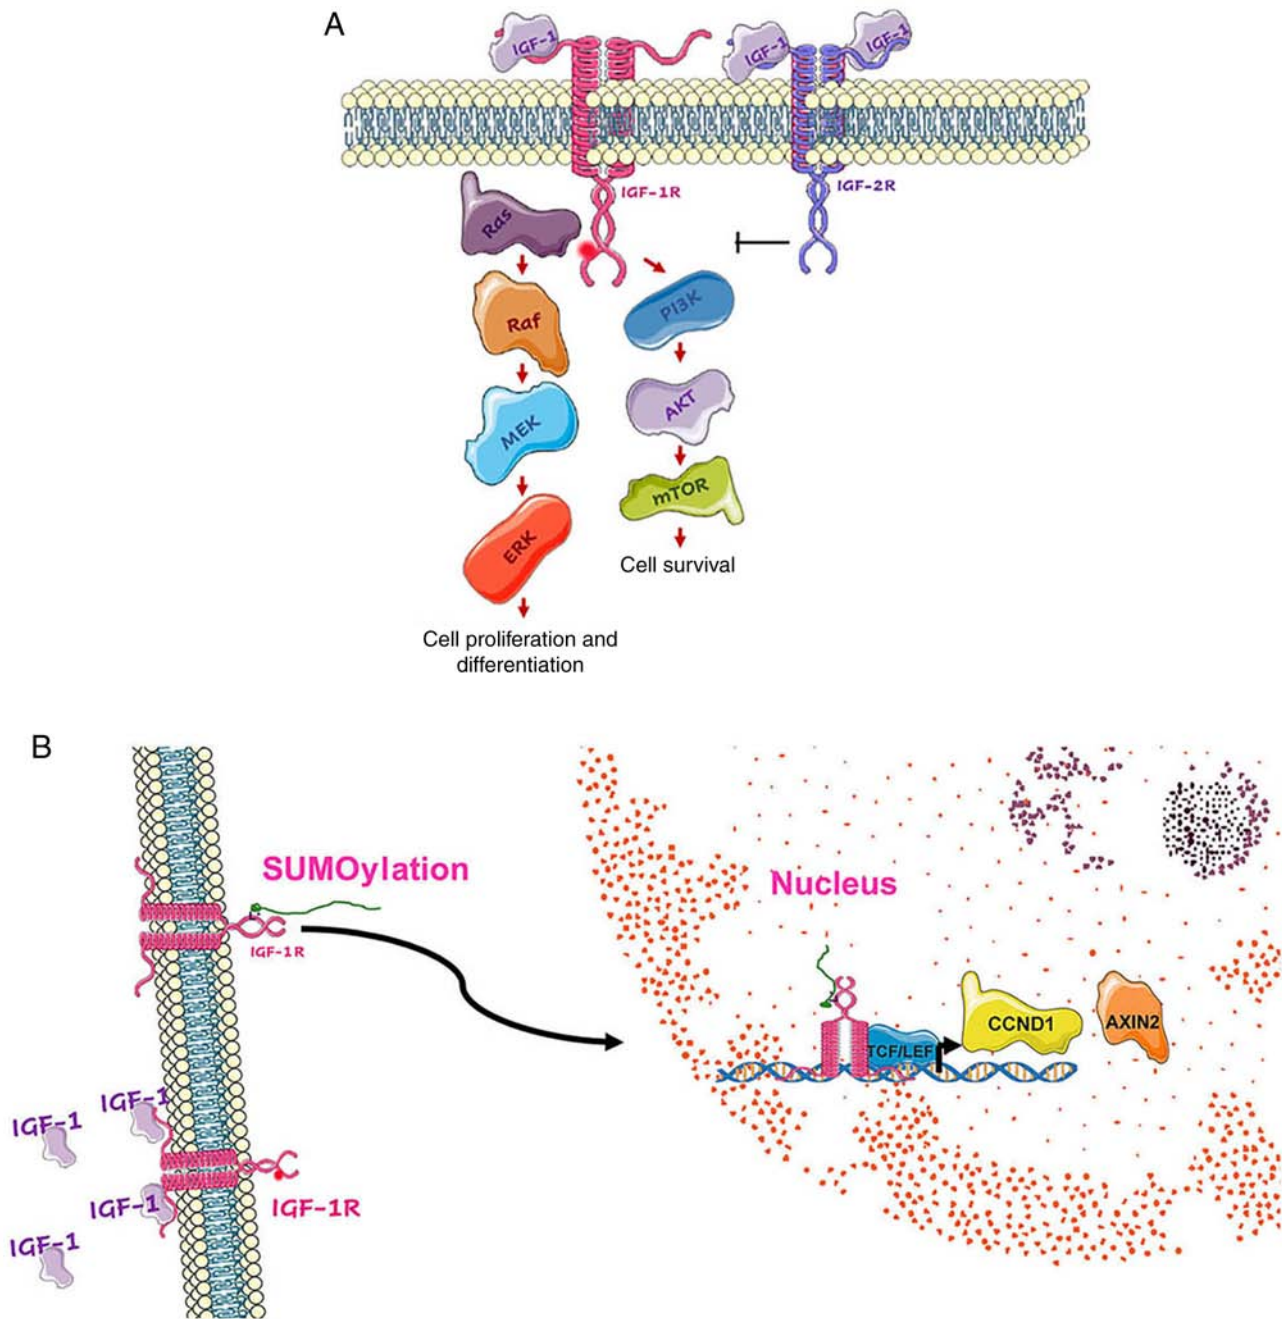 A
IGF-1
IGF-1
IGF-1
IGF-1R
IGF-2R
Ras
Raf
PI3K
MEK
AKT
mTOR
ERK
Cell survival
Cell proliferation and
differentiation
B
SUMOylation
IGF-1R
Nucleus
TCF/LEF
CCND1
AXIN2
IGF-1
IGF-1
IGF-1
IGF-1R
IGF-1